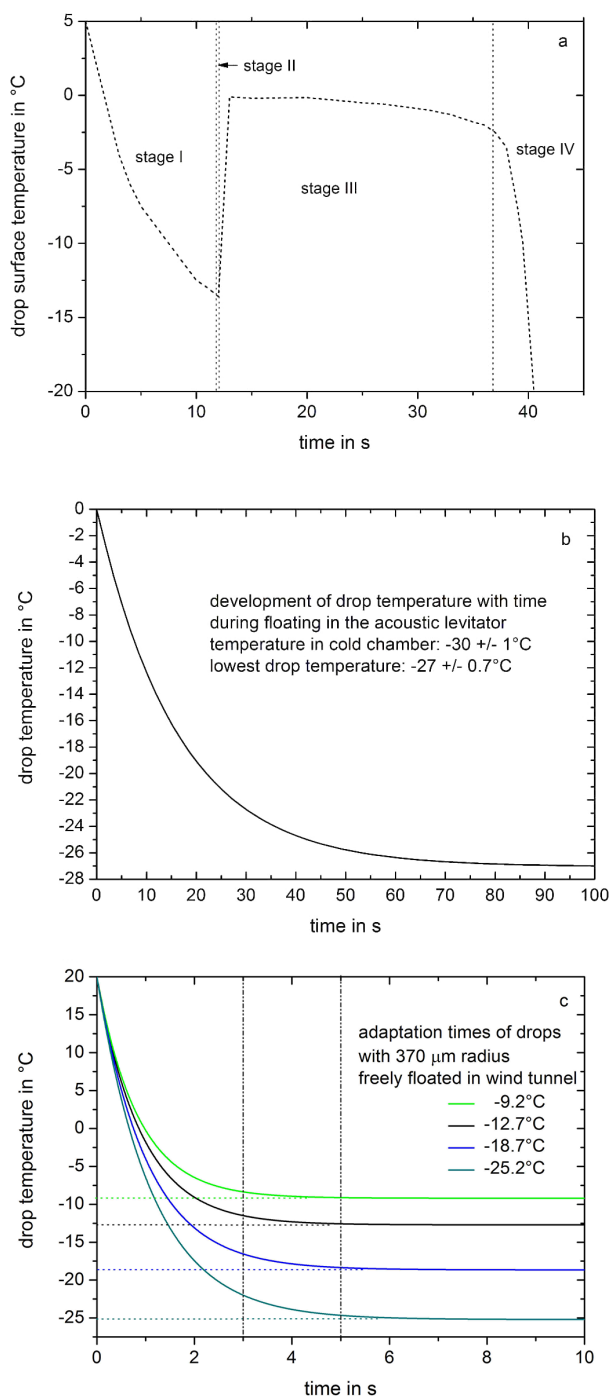 a
5
0
-5
-10
-15
-20
drop surface temperature in °C
stage I
stage II
stage III
stage IV
0 10 20 30 40
time in s
b
0
-2
-4
-6
-8
-10
-12
-14
-16
-18
-20
-22
-24
-26
-28
drop temperature in °C
development of drop temperature with time
during floating in the acoustic levitator
temperature in cold chamber: -30 +/- 1°C
lowest drop temperature: -27 +/- 0.7°C
0 10 20 30 40 50 60 70 80 90 100
time in s
c
20
15
10
5
0
-5
-10
-15
-20
-25
drop temperature in °C
adaptation times of drops
with 370 μm radius
freely floated in wind tunnel
-9.2°C
-12.7°C
-18.7°C
-25.2°C
0 2 4 6 8 10
time in s